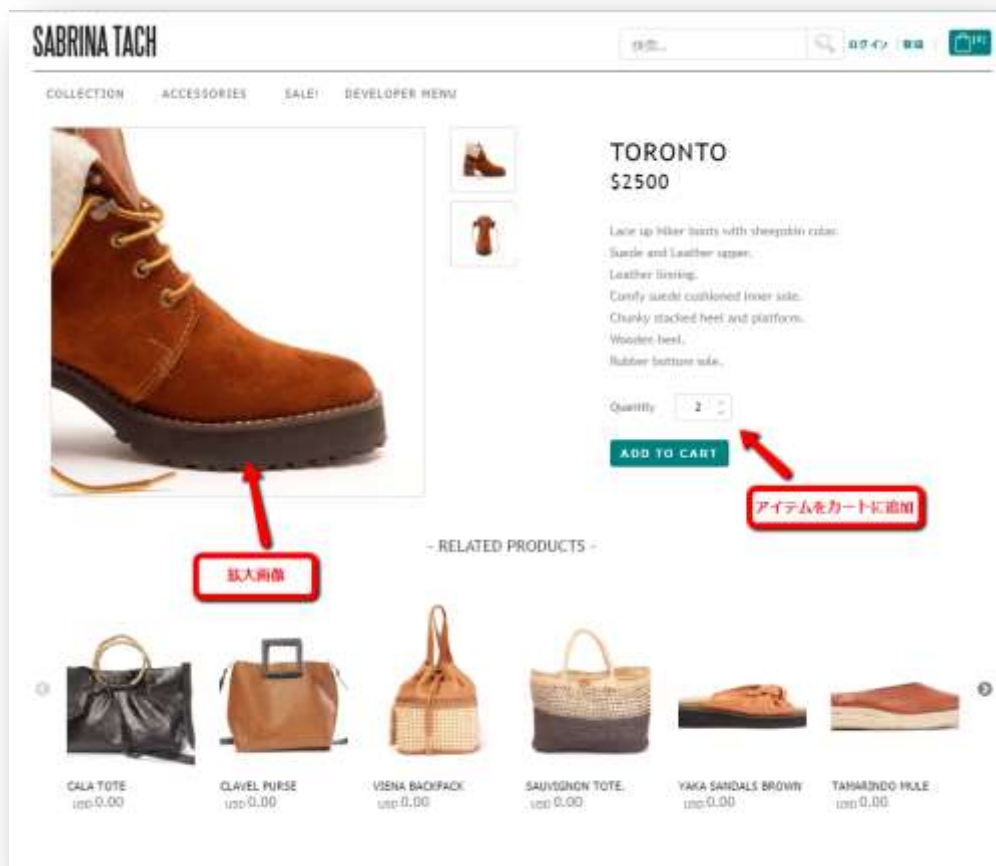 SABRINA TACH
検索...
ログイン 登録
COLLECTION ACCESSORIES SALE! DEVELOPER MENU
TORONTO
$2500
Lace up hiker boots with sheepskin colar.
Suede and Leather upper.
Leather linning.
Comfy suede cushioned inner sole.
Chunky stacked heel and platform.
Wooden heel.
Rubber bottom sole.
Quantity 2
ADD TO CART
アイテムをカートに追加
拡大画像
- RELATED PRODUCTS -
CALA TOTE
USD 0.00
CLAVEL PURSE
USD 0.00
VIENA BACKPACK
USD 0.00
SAUVIGNON TOTE.
USD 0.00
YAKA SANDALS BROWN
USD 0.00
TAMARINDO MULE
USD 0.00